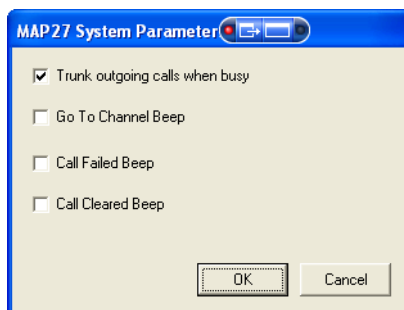 MAP27 System Parameter
Trunk outgoing calls when busy
Go To Channel Beep
Call Failed Beep
Call Cleared Beep
OK
Cancel